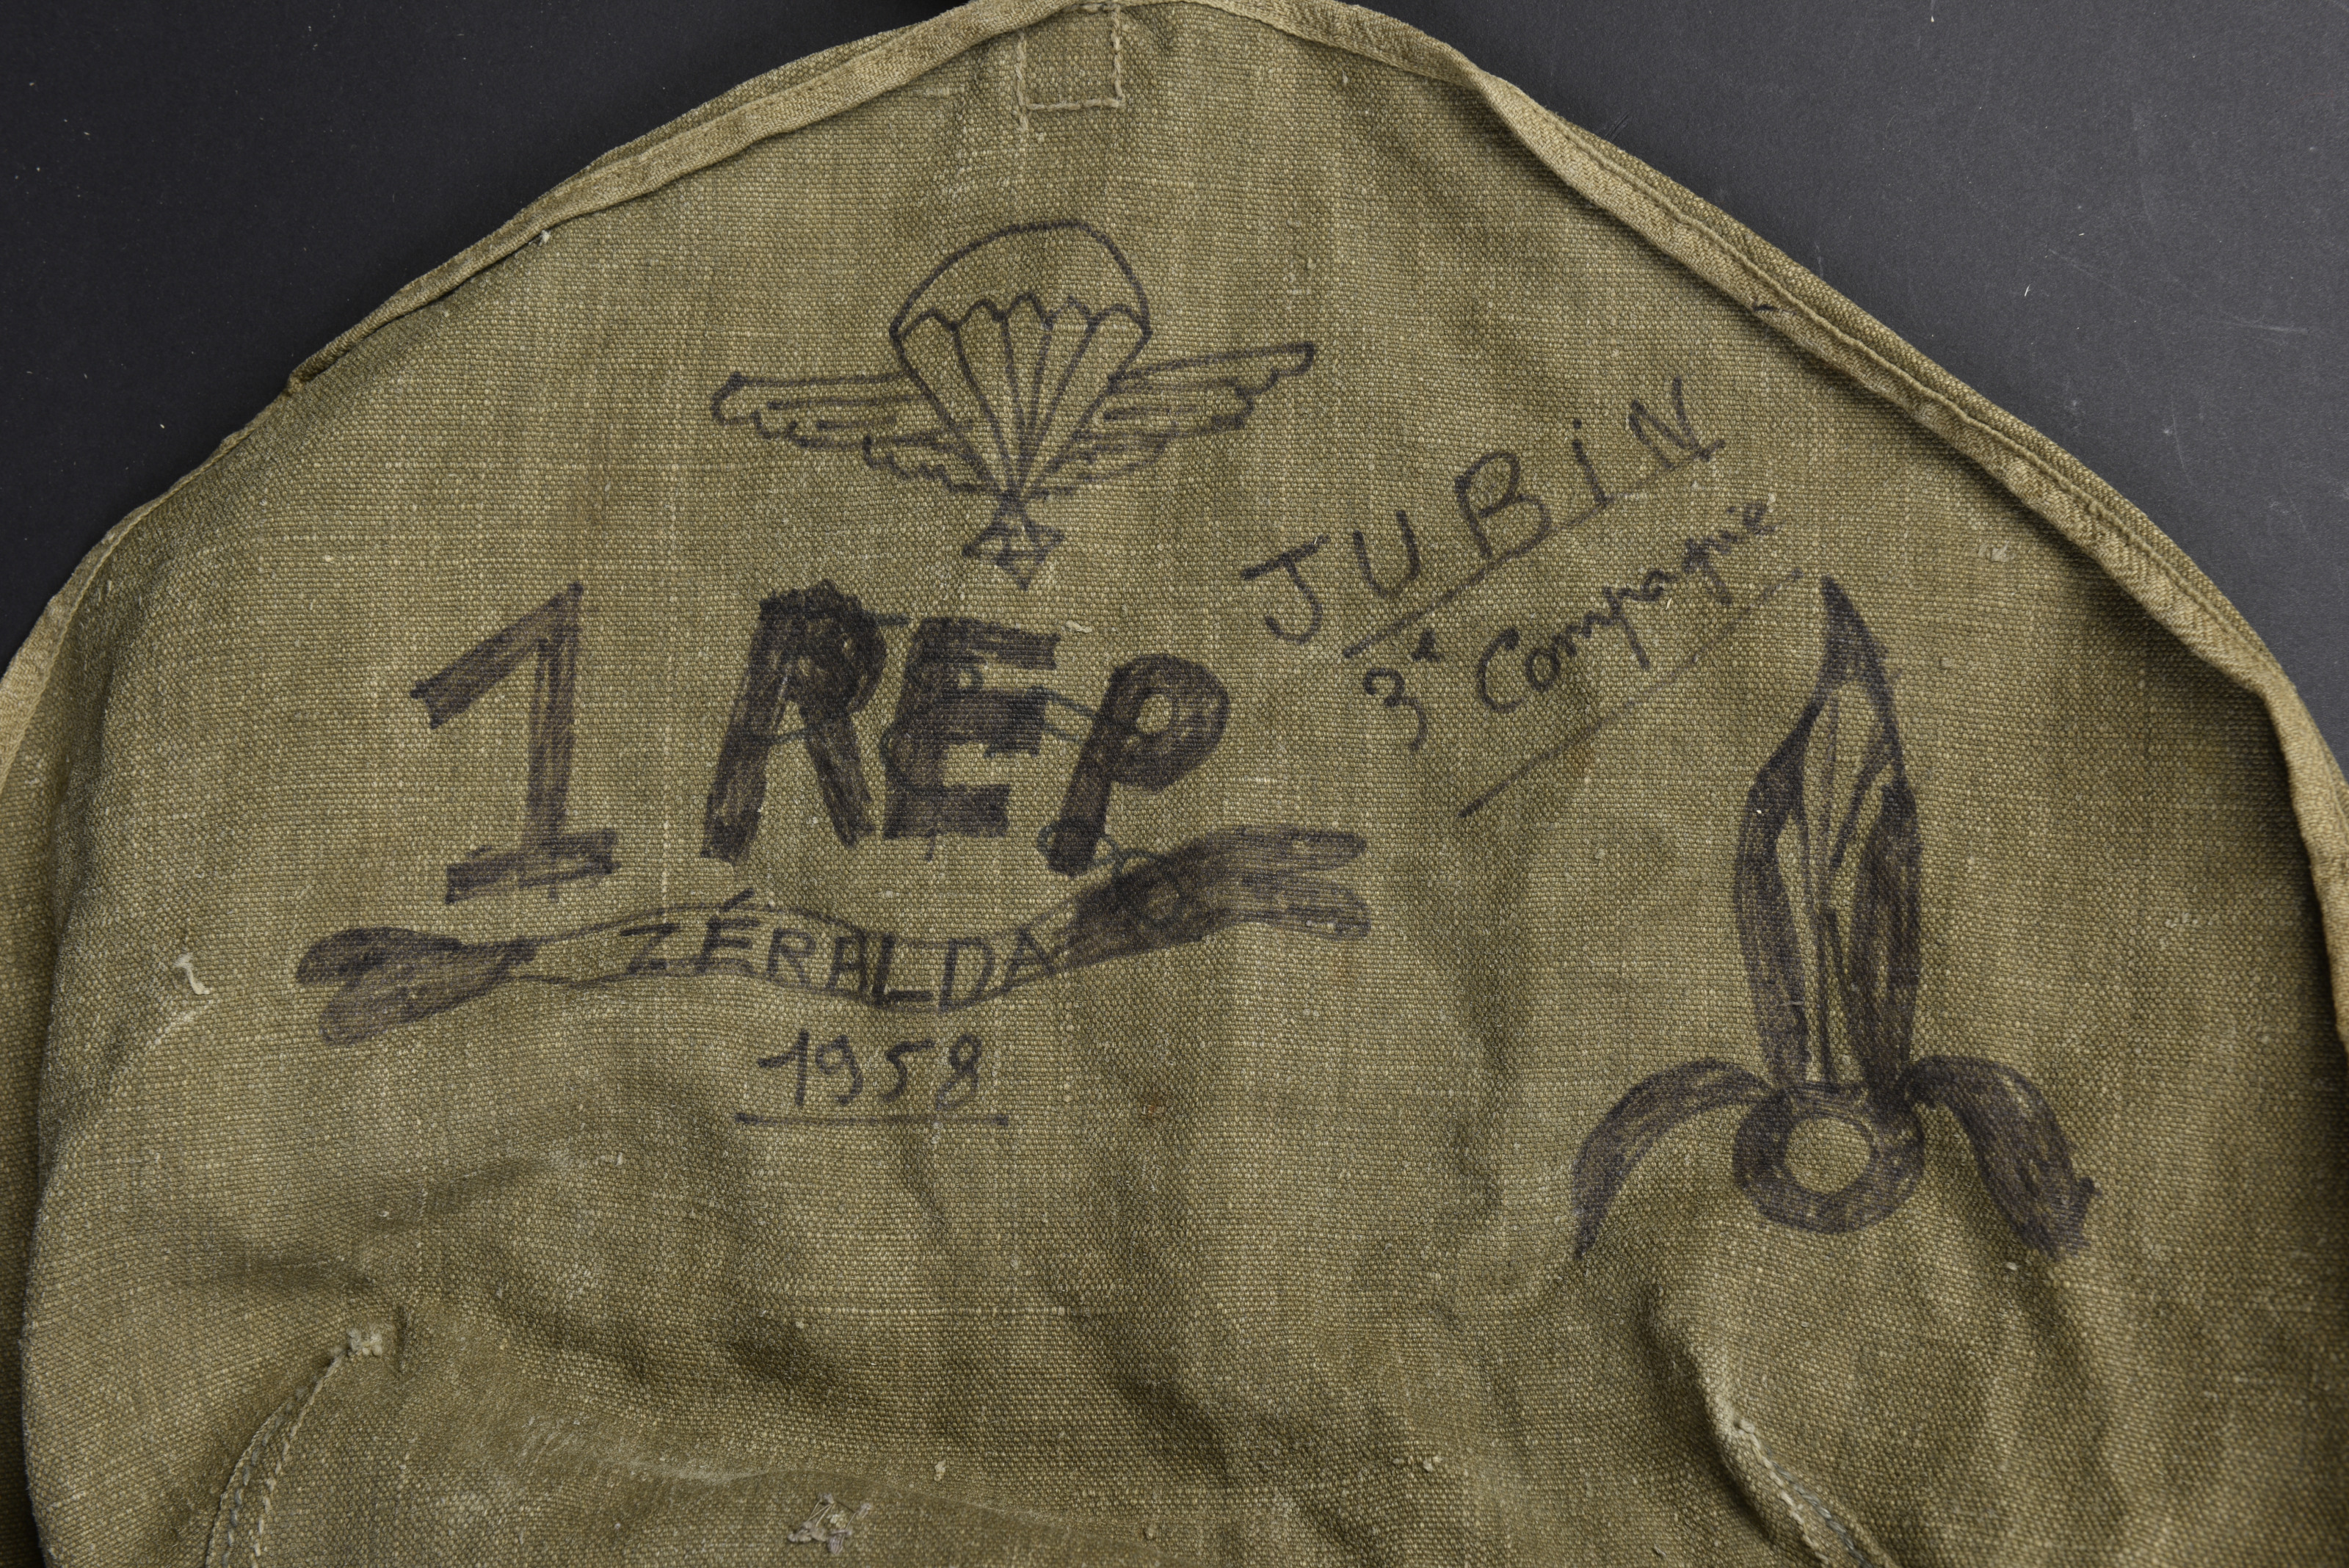 JUBiN
3e Compagnie
1 REP
ZÉRALDA
1958